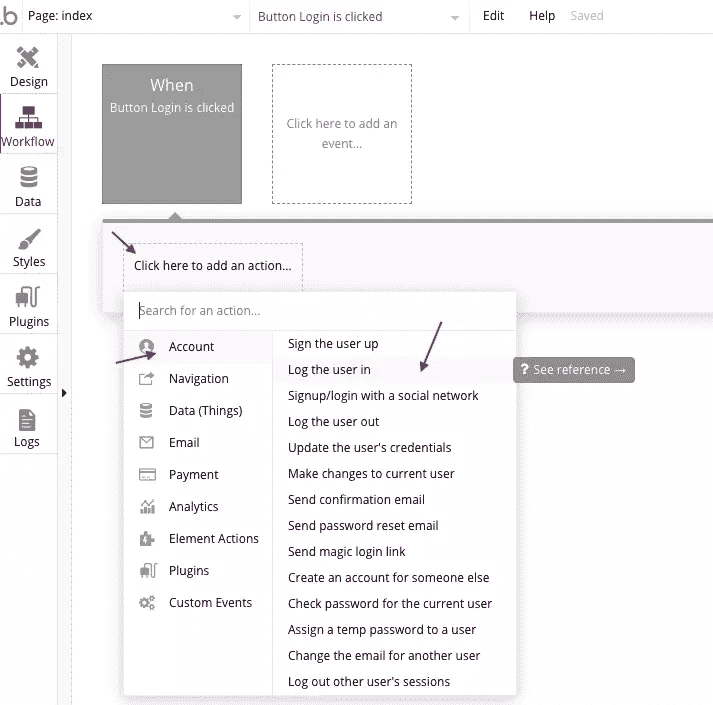 .b Page: index Button Login is clicked Edit Help Saved
Design
Workflow
Data
Styles
Plugins
Settings
Logs
When
Button Login is clicked
Click here to add an
event...
Click here to add an action...
Search for an action...
Account
Navigation
Data (Things)
Email
Payment
Analytics
Element Actions
Plugins
Custom Events
Sign the user up
Log the user in
Signup/login with a social network
Log the user out
Update the user's credentials
Make changes to current user
Send confirmation email
Send password reset email
Send magic login link
Create an account for someone else
Check password for the current user
Assign a temp password to a user
Change the email for another user
Log out other user's sessions
? See reference →